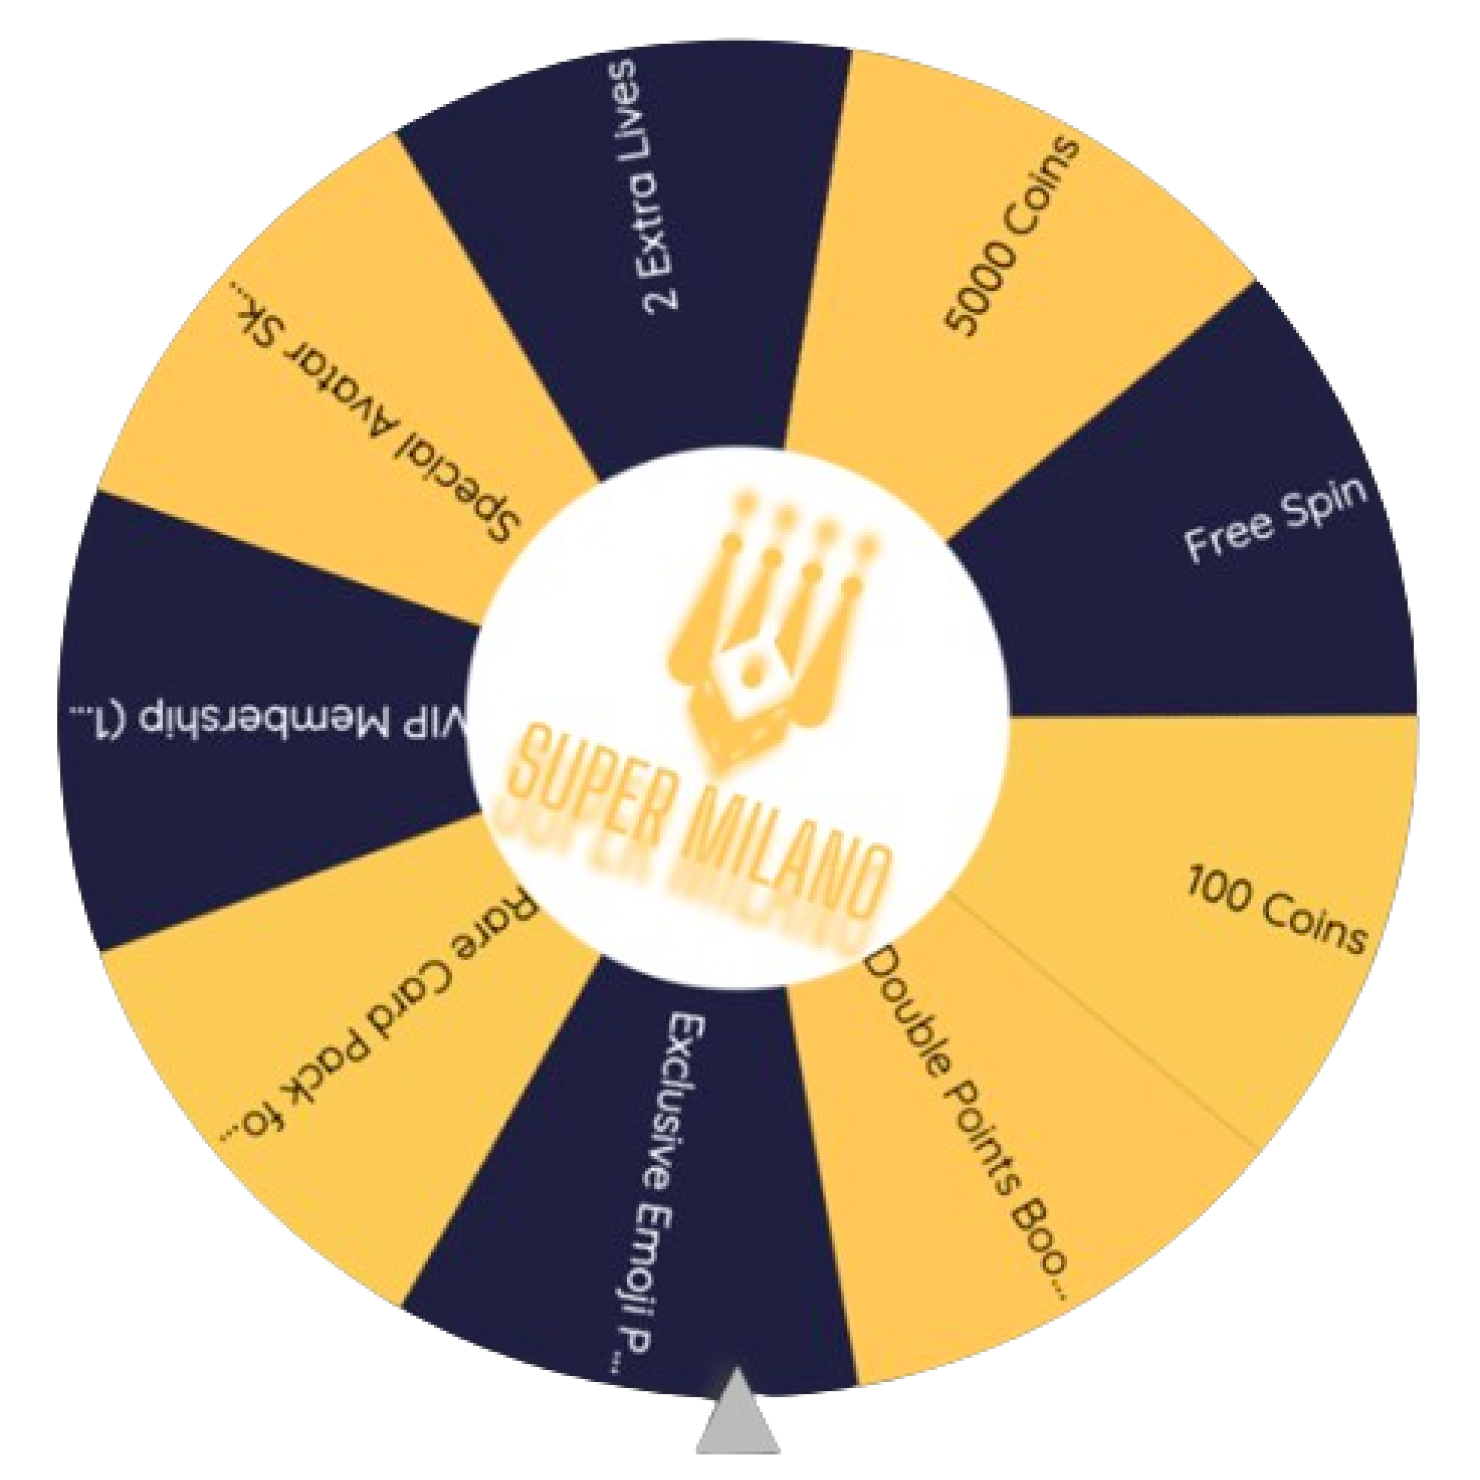 2 Extra Lives
5000 Coins
Free Spin
100 Coins
Double Points Boo...
Exclusive Emoji P...
Rare Card Pack fo...
VIP Membership (1...
Special Avatar Sk...
SUPER MILANO